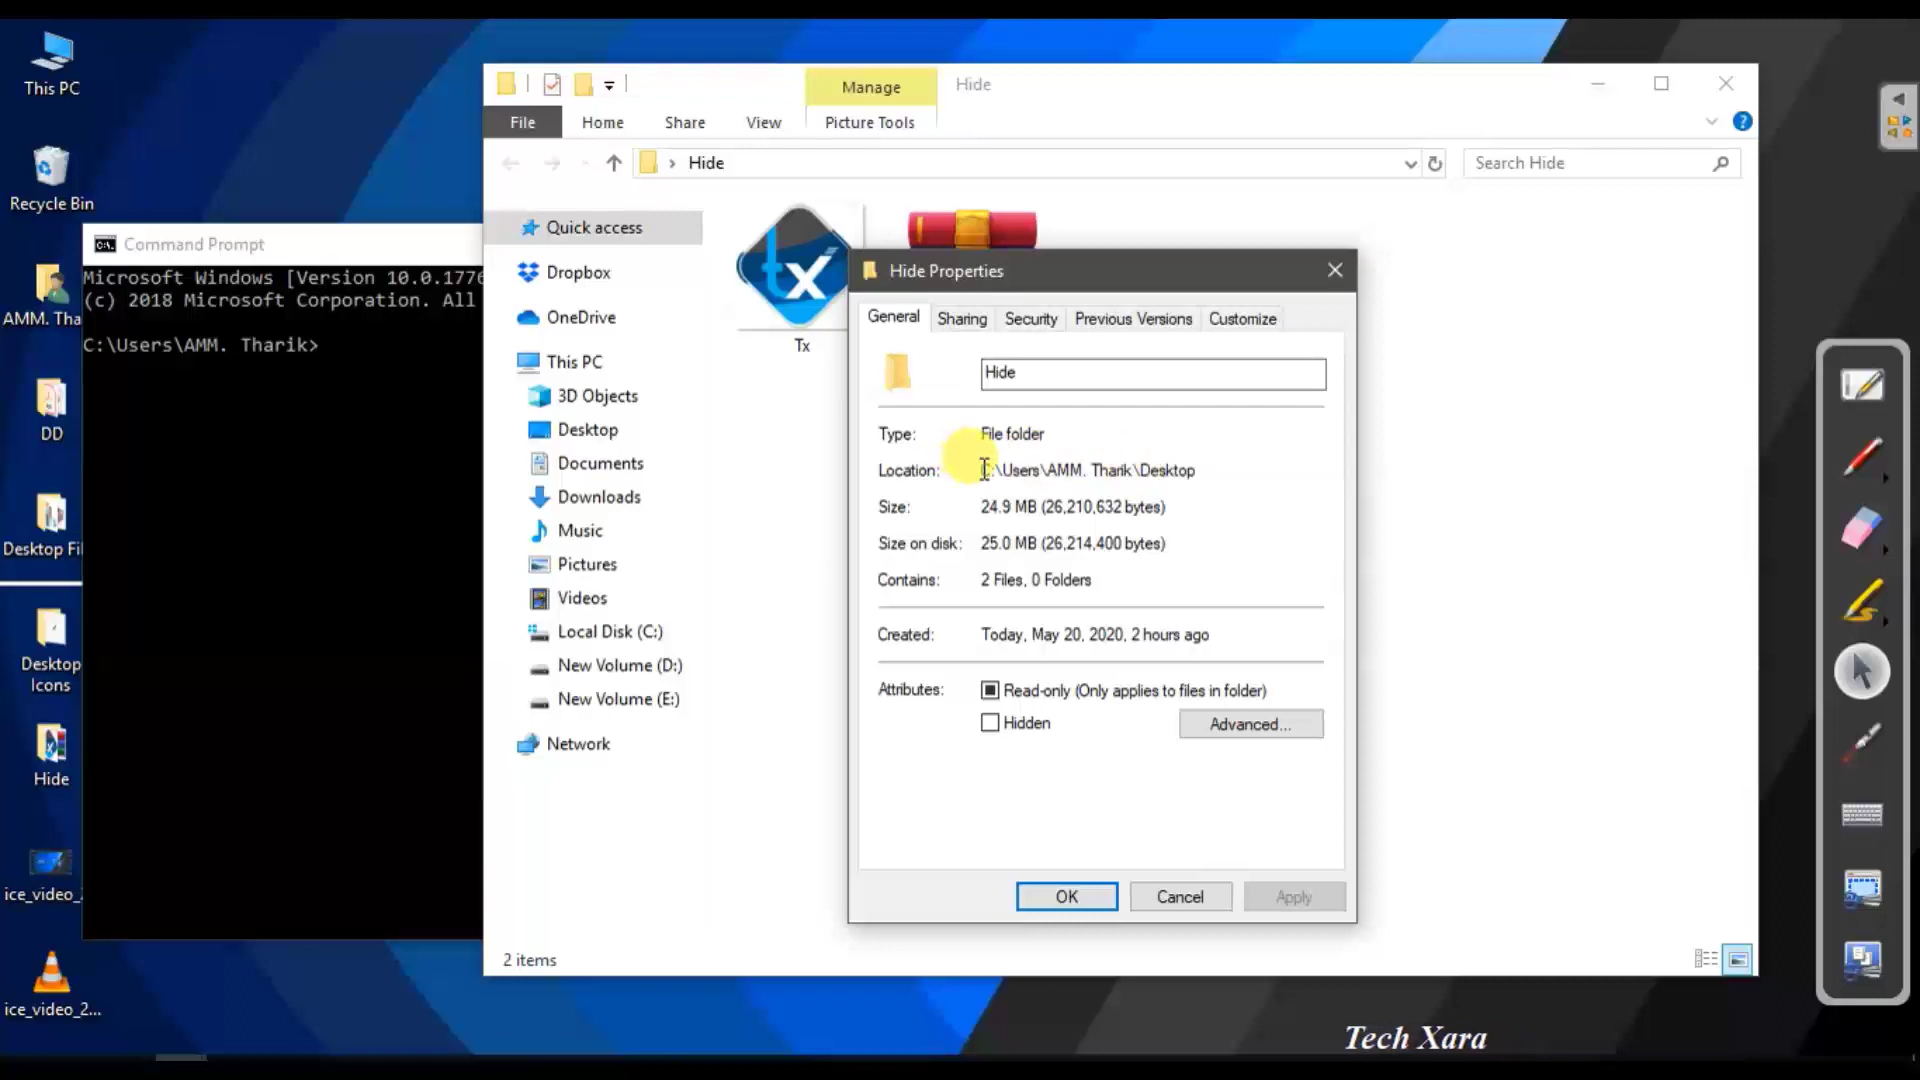 This PC
Recycle Bin
AMM. Tha
DD
Desktop Fi
Desktop
Icons
Hide
ice_video_
ice_video_2...
Command Prompt
Microsoft Windows [Version 10.0.1776
(c) 2018 Microsoft Corporation. All
C:\Users\AMM. Tharik>
Manage
Hide
File
Home
Share
View
Picture Tools
Hide
Search Hide
Quick access
Dropbox
OneDrive
This PC
3D Objects
Desktop
Documents
Downloads
Music
Pictures
Videos
Local Disk (C:)
New Volume (D:)
New Volume (E:)
Network
2 items
tx
Tx
Hide Properties
General
Sharing
Security
Previous Versions
Customize
Hide
Type: File folder
Location: C:\Users\AMM. Tharik\Desktop
Size: 24.9 MB (26,210,632 bytes)
Size on disk: 25.0 MB (26,214,400 bytes)
Contains: 2 Files, 0 Folders
Created: Today, May 20, 2020, 2 hours ago
Attributes: Read-only (Only applies to files in folder)
Hidden
Advanced...
OK
Cancel
Apply
Tech Xara